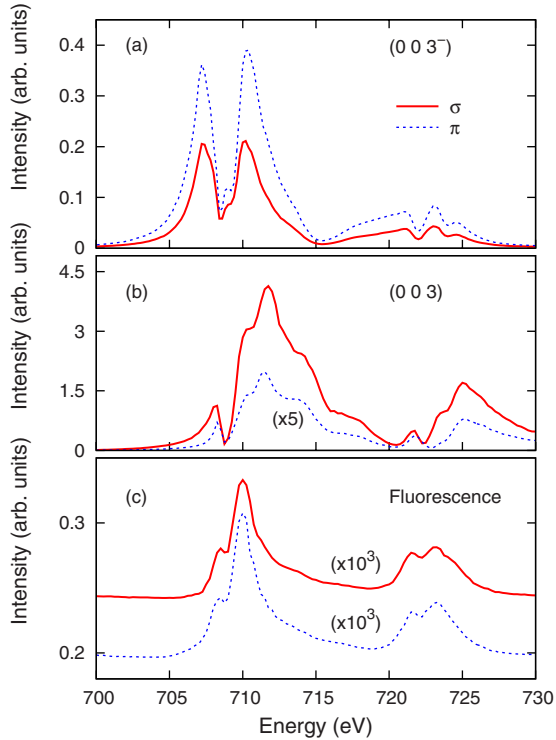 (a)
(0 0 3⁻)
σ
π
0.4
0.3
0.2
0.1
0
Intensity (arb. units)
(b)
(0 0 3)
(x5)
4.5
3
1.5
0
Intensity (arb. units)
(c)
Fluorescence
(x10³)
(x10³)
0.3
0.2
Intensity (arb. units)
700 705 710 715 720 725 730
Energy (eV)